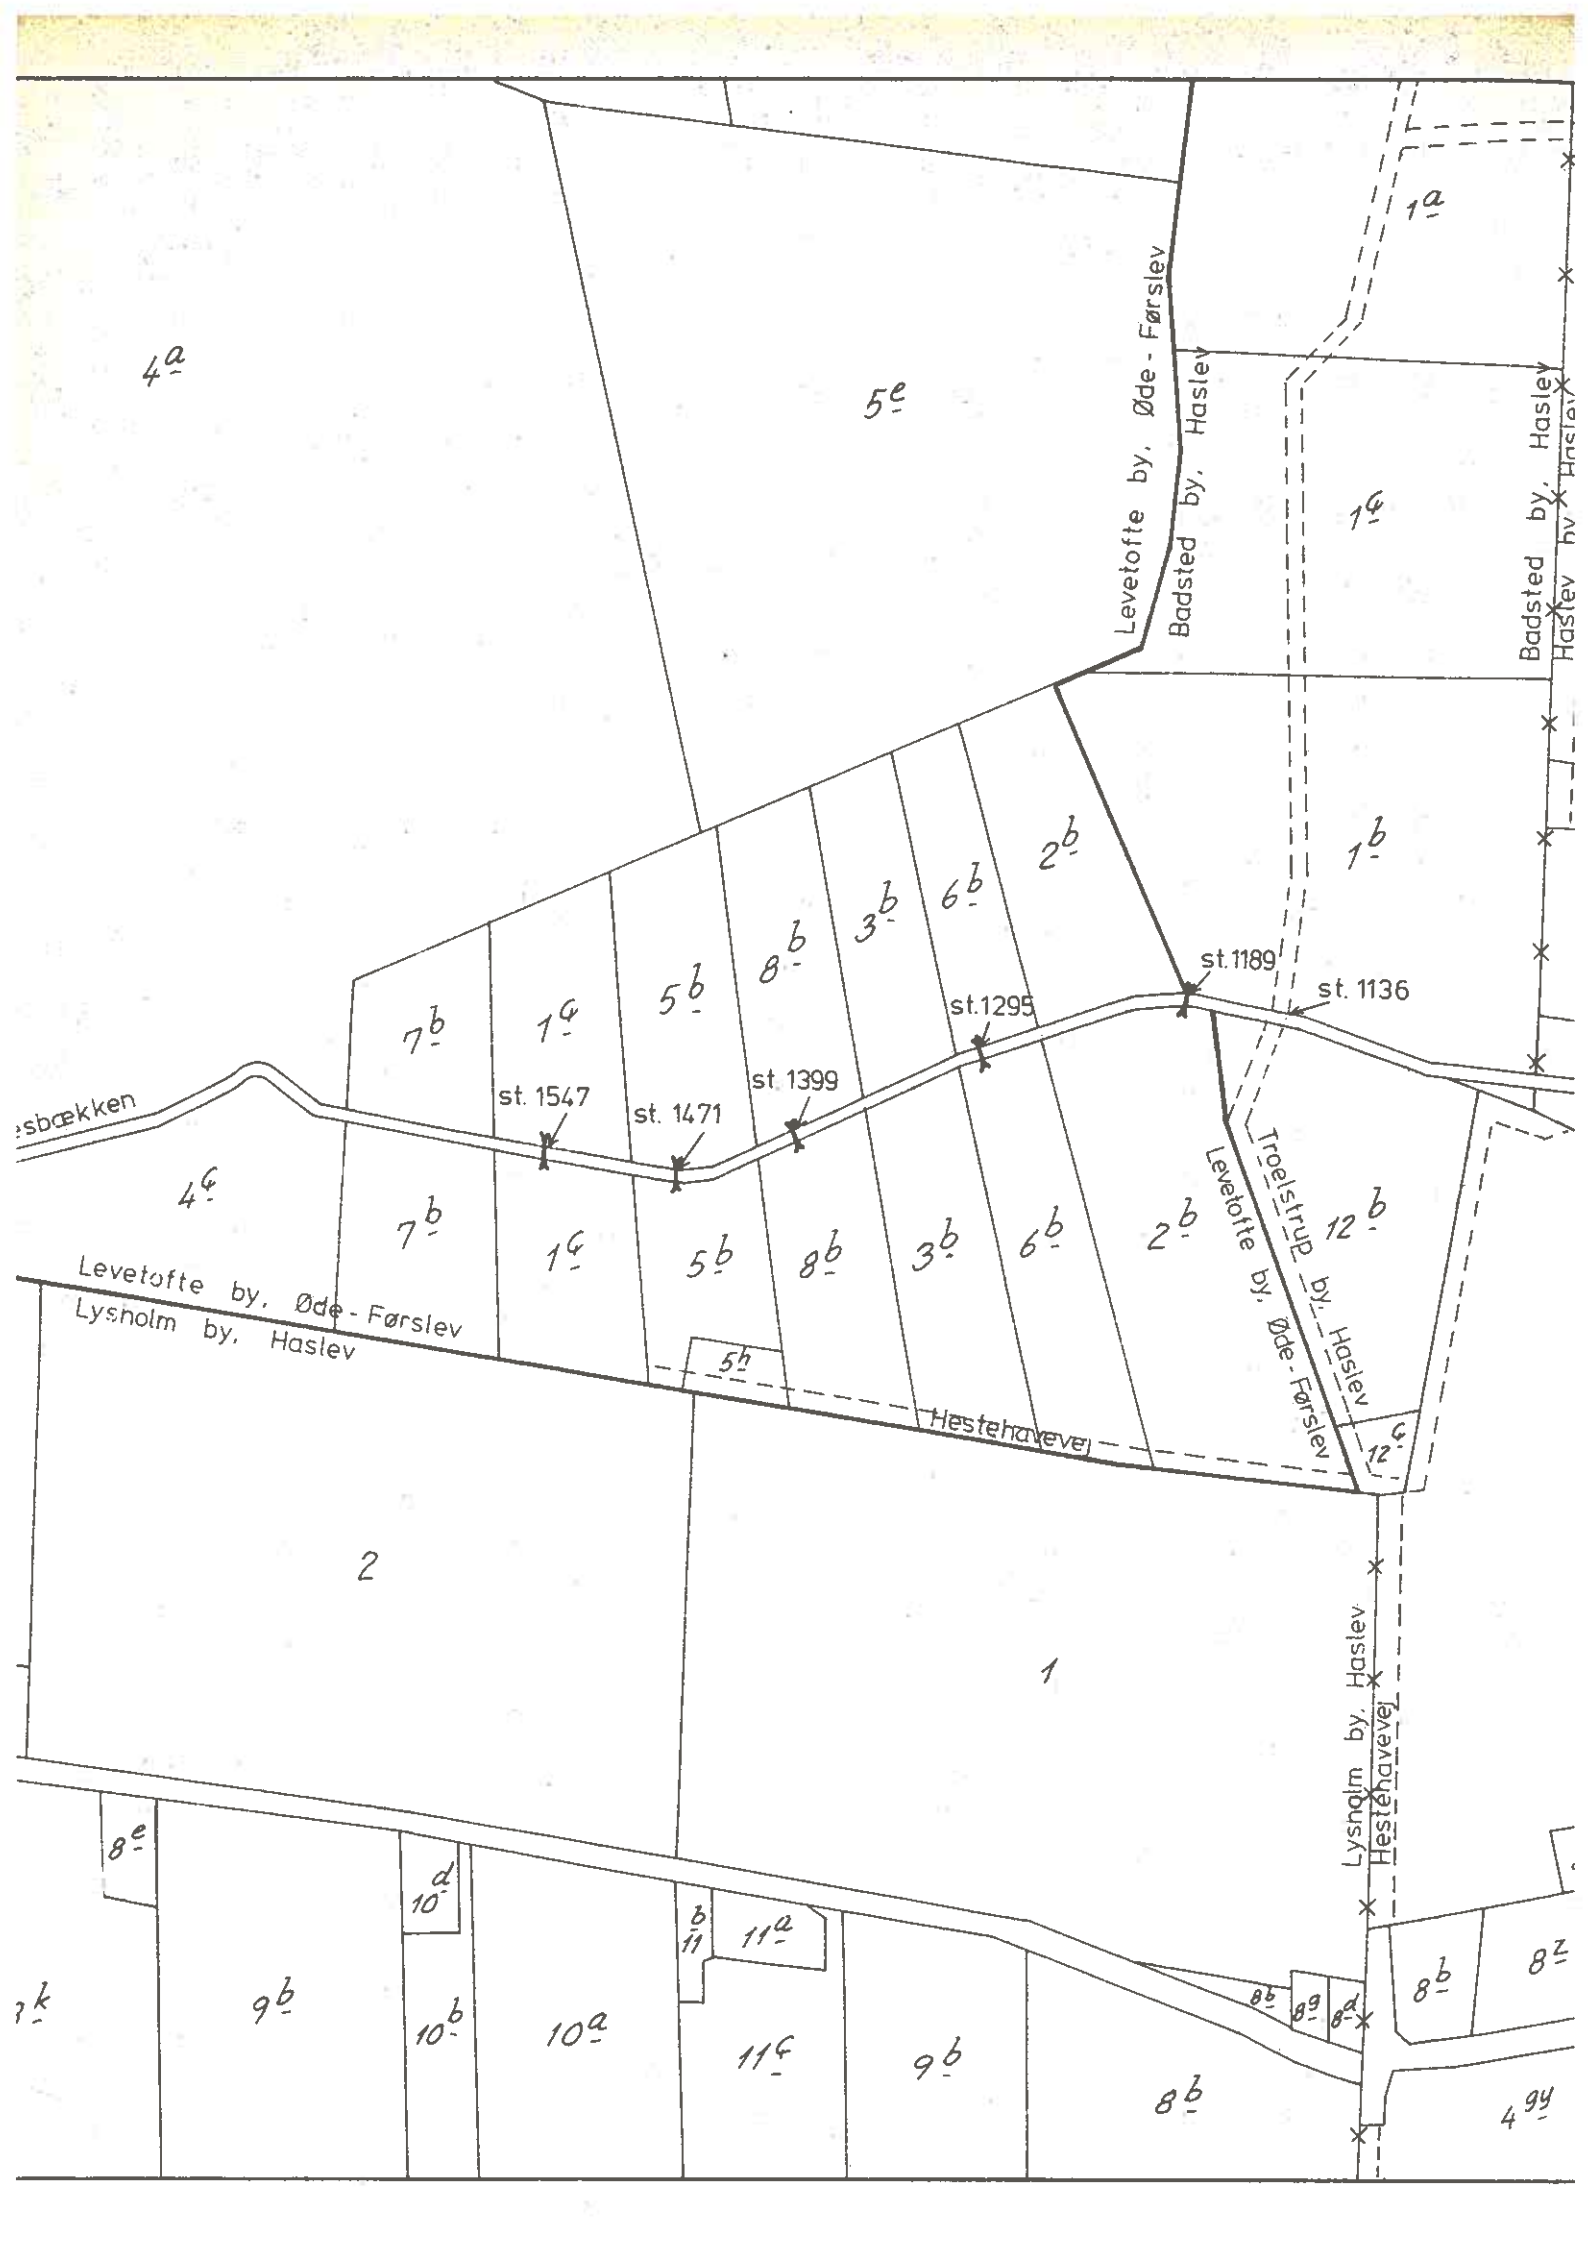 1a
4a
5e
Levetofte by, Øde-Førslev
Badsted by, Haslev
Badsted by, Haslev
Haslev by, Haslev
1c
2b
1b
6b
3b
8b
5b
1c
7b
st.1189
st. 1136
st.1295
st. 1399
st. 1547
st. 1471
4c
7b
1c
5b
8b
3b
6b
2b
12b
Troelstrup by, Haslev
Levetofte by, Øde-Førslev
Levetofte by, Øde-Førslev
Lysholm by, Haslev
5h
Hestehavevej
12c
2
1
Lysholm by, Haslev
Hestehavevej
8e
10d
b
11
11a
9b
10b
10a
11c
9b
8b
8g
8d
8b
8z
8b
4gy